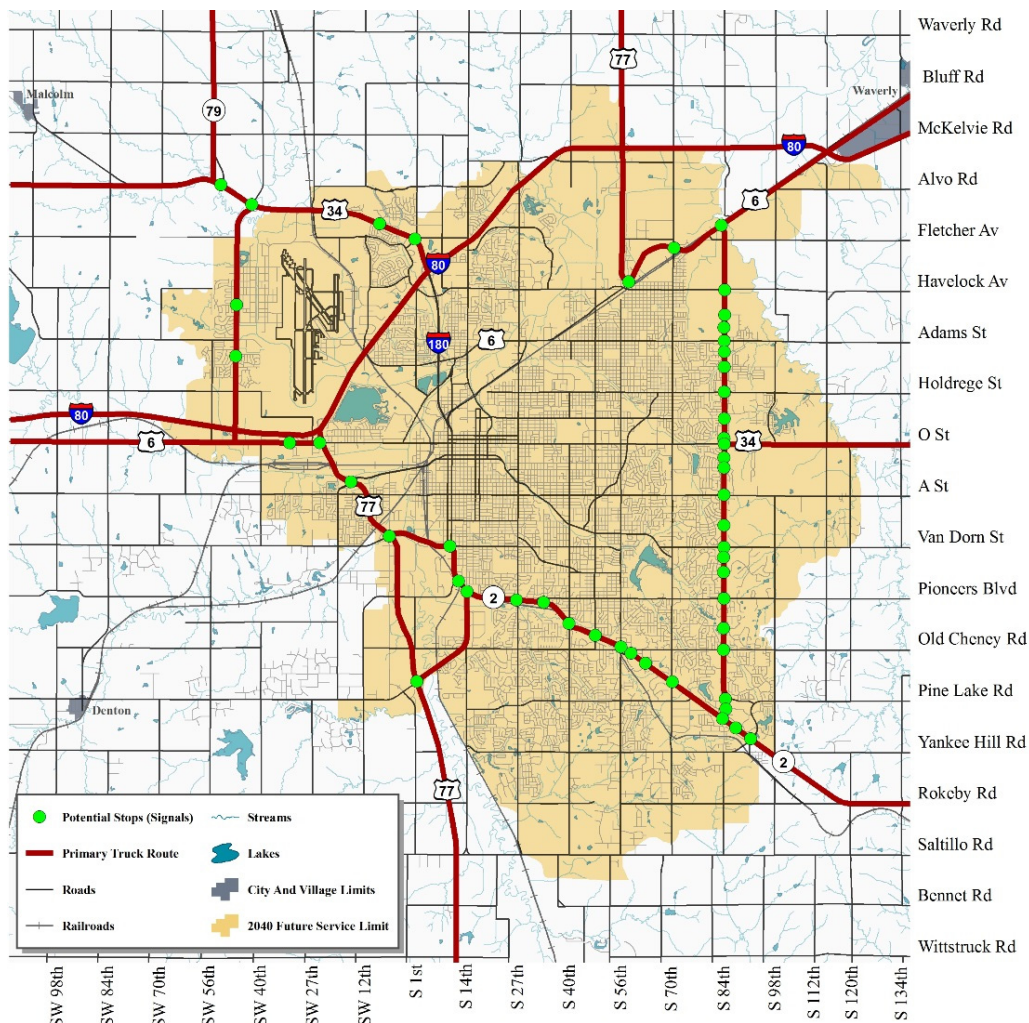 Waverly Rd
77
Bluff Rd
Malcolm
Waverly
79
McKelvie Rd
80
Alvo Rd
6
34
Fletcher Av
80
Havelock Av
Adams St
180
6
Holdrege St
80
O St
6
34
A St
77
Van Dorn St
Pioneers Blvd
2
Old Cheney Rd
Pine Lake Rd
Denton
Yankee Hill Rd
2
77
Rokeby Rd
Potential Stops (Signals)
Streams
Primary Truck Route
Lakes
Roads
City And Village Limits
Railroads
2040 Future Service Limit
Saltillo Rd
Bennet Rd
Wittstruck Rd
SW 98th
SW 84th
SW 70th
SW 56th
SW 40th
SW 27th
SW 12th
S 1st
S 14th
S 27th
S 40th
S 56th
S 70th
S 84th
S 98th
S 112th
S 120th
S 134th